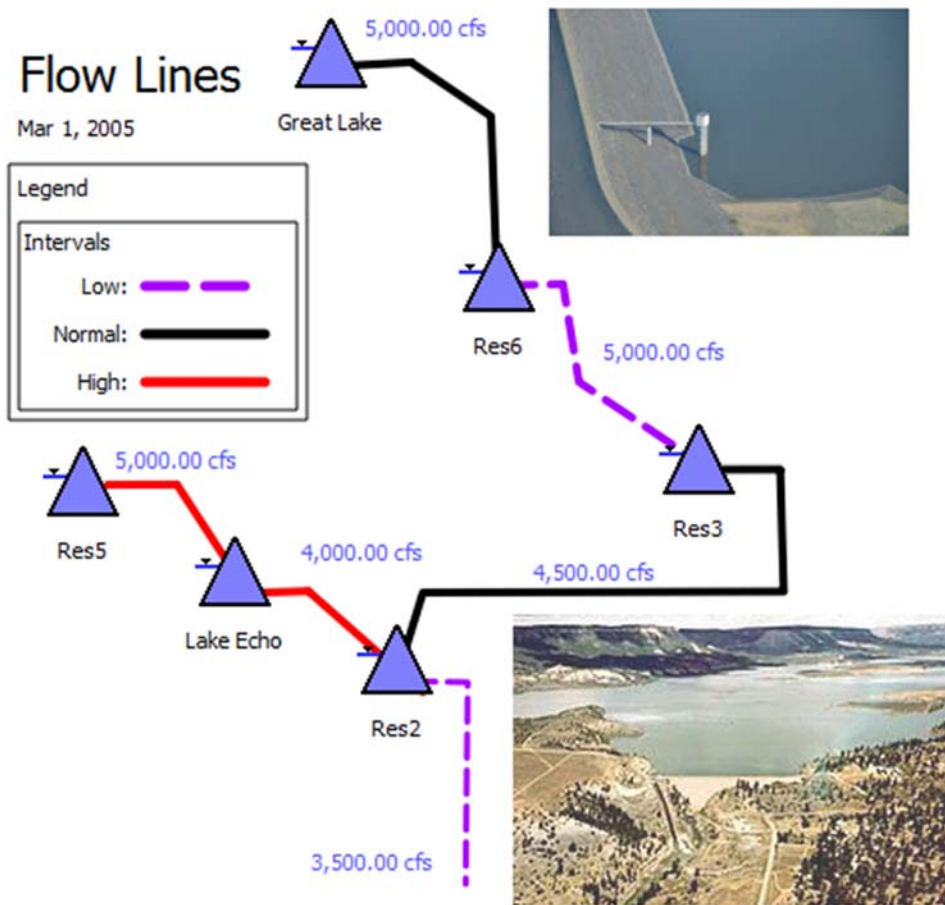 5,000.00 cfs
Flow Lines
Mar 1, 2005
Great Lake
Legend
Intervals
Low:
Normal:
High:
Res6
5,000.00 cfs
5,000.00 cfs
Res5
Res3
4,000.00 cfs
4,500.00 cfs
Lake Echo
Res2
3,500.00 cfs